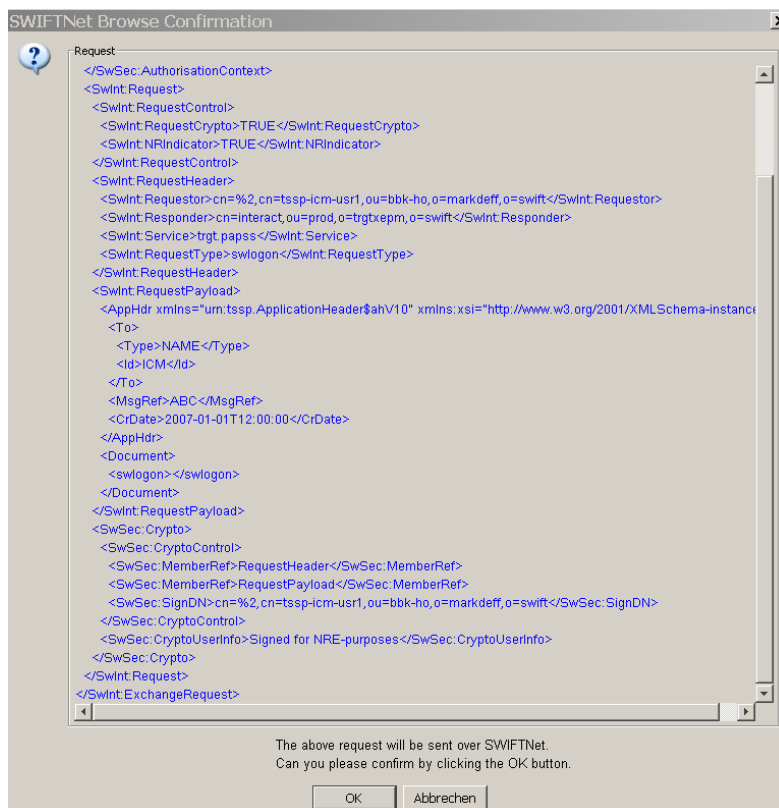 SWIFTNet Browse Confirmation
Request
</SwSec:AuthorisationContext>
<SwInt:Request>
<SwInt:RequestControl>
<SwInt:RequestCrypto>TRUE</SwInt:RequestCrypto>
<SwInt:NRIndicator>TRUE</SwInt:NRIndicator>
</SwInt:RequestControl>
<SwInt:RequestHeader>
<SwInt:Requestor>cn=%2,cn=tssp-icm-usr1,ou=bbk-ho,o=markdeff,o=swift</SwInt:Requestor>
<SwInt:Responder>cn=interact,ou=prod,o=trgtxepm,o=swift</SwInt:Responder>
<SwInt:Service>trgt.papss</SwInt:Service>
<SwInt:RequestType>swlogon</SwInt:RequestType>
</SwInt:RequestHeader>
<SwInt:RequestPayload>
<AppHdr xmlns="urn:tssp.ApplicationHeader$ahV10" xmlns:xsi="http://www.w3.org/2001/XMLSchema-instance
<To>
<Type>NAME</Type>
<Id>ICM</Id>
</To>
<MsgRef>ABC</MsgRef>
<CrDate>2007-01-01T12:00:00</CrDate>
</AppHdr>
<Document>
<swlogon></swlogon>
</Document>
</SwInt:RequestPayload>
<SwSec:Crypto>
<SwSec:CryptoControl>
<SwSec:MemberRef>RequestHeader</SwSec:MemberRef>
<SwSec:MemberRef>RequestPayload</SwSec:MemberRef>
<SwSec:SignDN>cn=%2,cn=tssp-icm-usr1,ou=bbk-ho,o=markdeff,o=swift</SwSec:SignDN>
</SwSec:CryptoControl>
<SwSec:CryptoUserInfo>Signed for NRE-purposes</SwSec:CryptoUserInfo>
</SwSec:Crypto>
</SwInt:Request>
</SwInt:ExchangeRequest>
The above request will be sent over SWIFTNet.
Can you please confirm by clicking the OK button.
OK Abbrechen